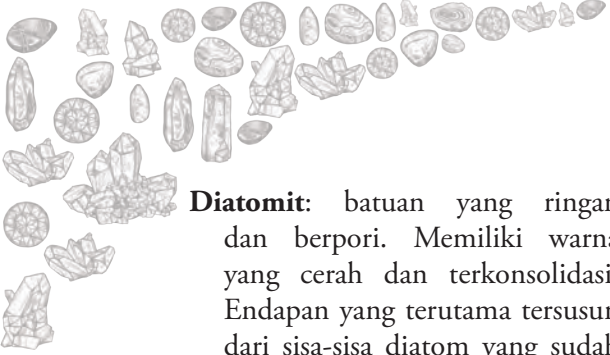 Diatomit: batuan yang ringan
dan berpori. Memiliki warna
yang cerah dan terkonsolidasi.
Endapan yang terutama tersusun
dari sisa-sisa diatom yang sudah